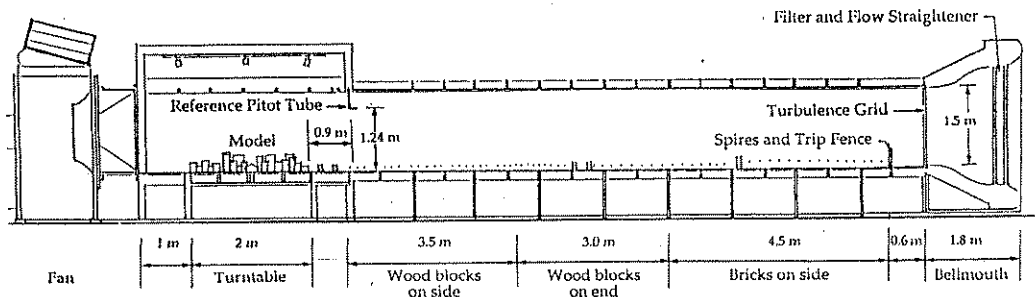 Filter and Flow Straightener
Reference Pitot Tube
Turbulence Grid
0.9 m
1.24 m
1.5 m
Model
Spires and Trip Fence
1 m
2 m
3.5 m
3.0 m
4.5 m
0.6 m
1.8 m
Fan
Turntable
Wood blocks
on side
Wood blocks
on end
Bricks on side
Bellmouth